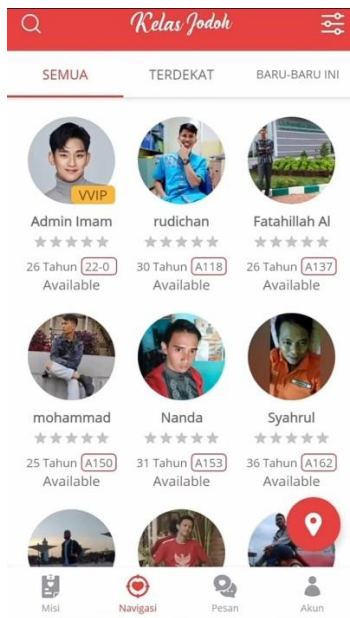 Kelas Jodoh
SEMUA TERDEKAT BARU-BARU INI
VVIP
Admin Imam rudichan Fatahillah Al
26 Tahun 22-0 30 Tahun A118 26 Tahun A137
Available Available Available
mohammad Nanda Syahrul
25 Tahun A150 31 Tahun A153 36 Tahun A162
Available Available Available
Misi Navigasi Pesan Akun